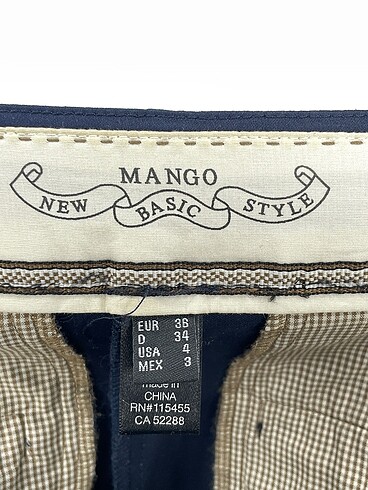 MANGO
NEW BASIC STYLE
EUR 36
D 34
USA 4
MEX 3
made in
CHINA
RN#115455
CA 52288